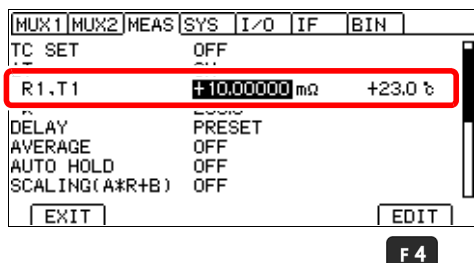 MUX1 MUX2 MEAS SYS I/O IF BIN
TC SET OFF
R1,T1 +10.00000 mΩ +23.0 ℃
DELAY PRESET
AVERAGE OFF
AUTO HOLD OFF
SCALING(A*R+B) OFF
EXIT EDIT
F4